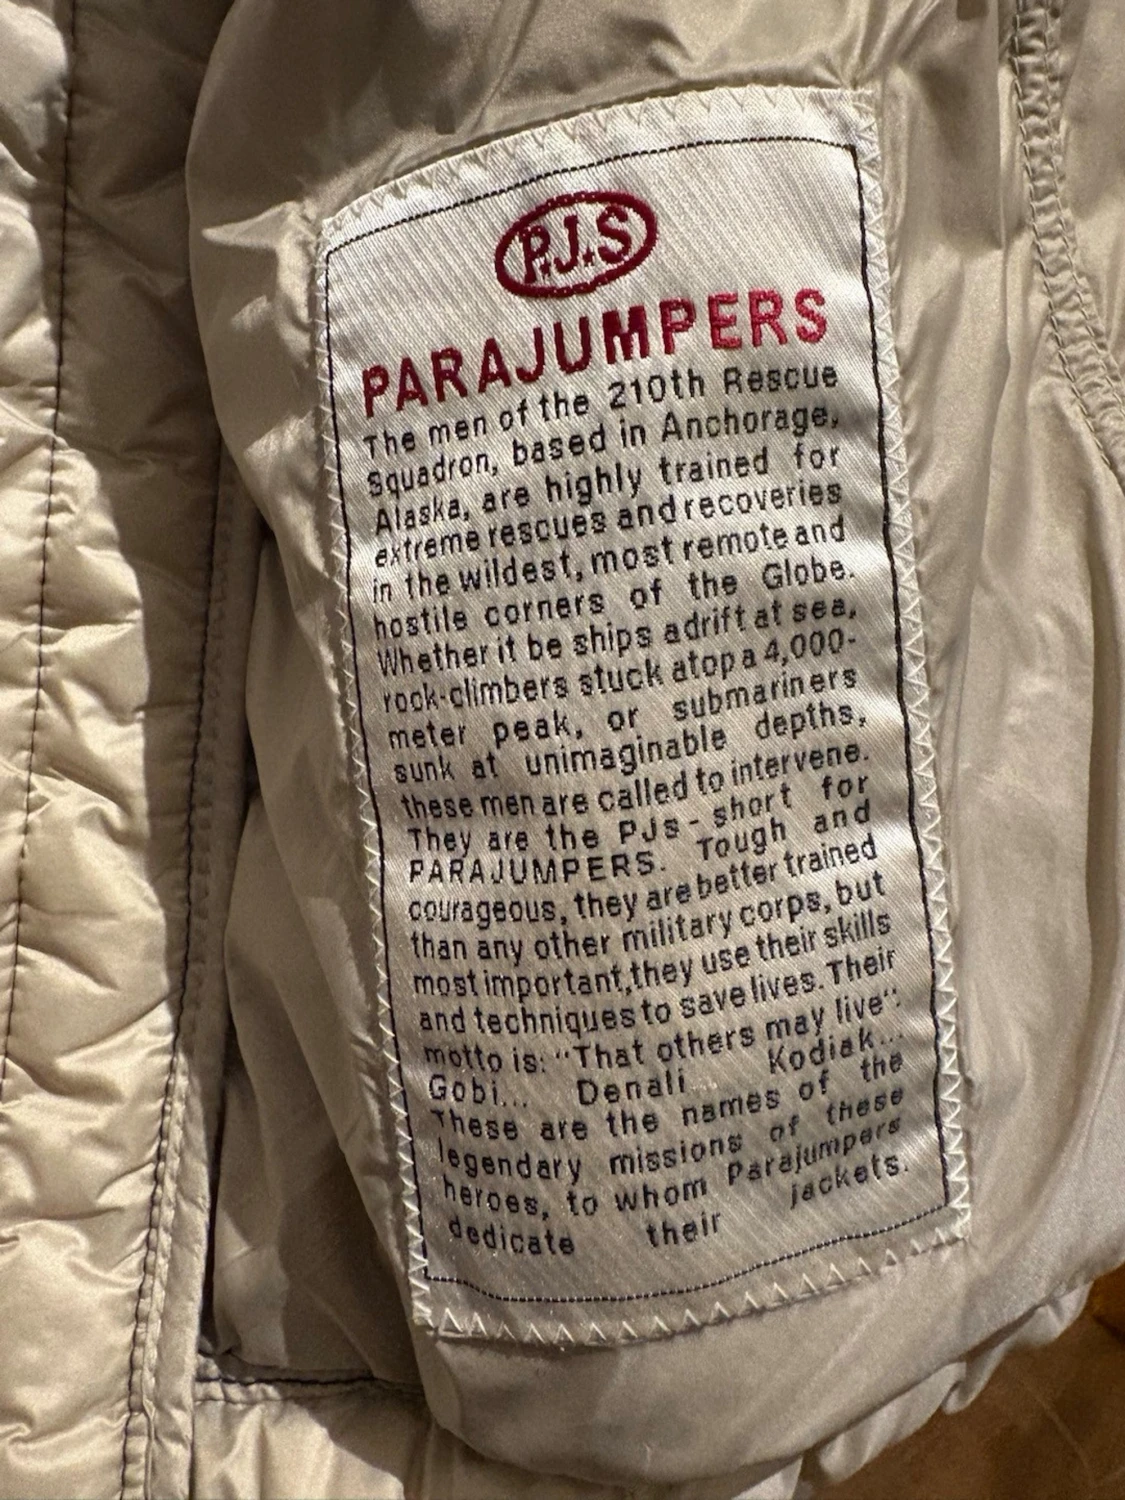 P.J.S
PARAJUMPERS
The men of the 210th Rescue
Squadron, based in Anchorage,
Alaska, are highly trained for
extreme rescues and recoveries
in the wildest, most remote and
hostile corners of the Globe.
Whether it be ships adrift at sea,
rock-climbers stuck atop a 4,000-
meter peak, or submariners
sunk at unimaginable depths,
these men are called to intervene.
They are the PJs - short for
PARAJUMPERS. Tough and
courageous, they are better trained
than any other military corps, but
most important, they use their skills
and techniques to save lives. Their
motto is: "That others may live":
Gobi... Denali... Kodiak...
These are the names of the
legendary missions of these
heroes, to whom Parajumpers
dedicate their jackets.